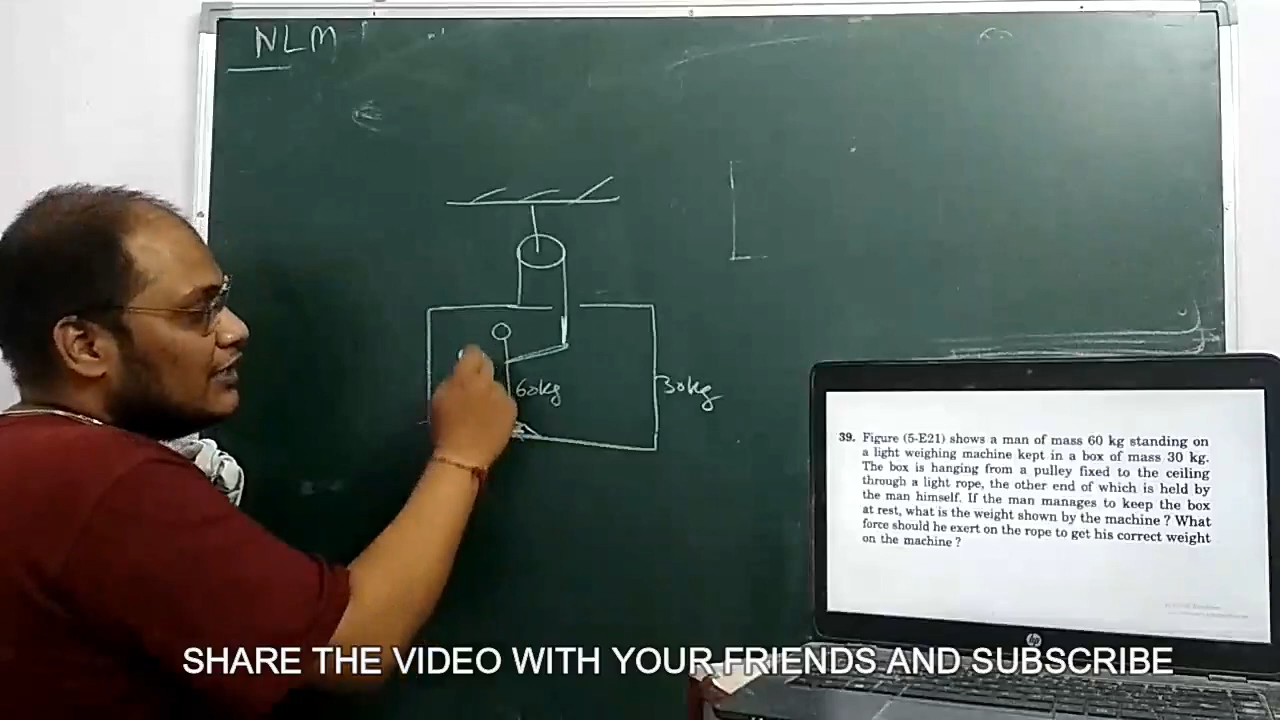 NLM
60kg
30kg
39. Figure (5-E21) shows a man of mass 60 kg standing on
a light weighing machine kept in a box of mass 30 kg.
The box is hanging from a pulley fixed to the ceiling
through a light rope, the other end of which is held by
the man himself. If the man manages to keep the box
at rest, what is the weight shown by the machine ? What
force should he exert on the rope to get his correct weight
on the machine ?
hp
SHARE THE VIDEO WITH YOUR FRIENDS AND SUBSCRIBE